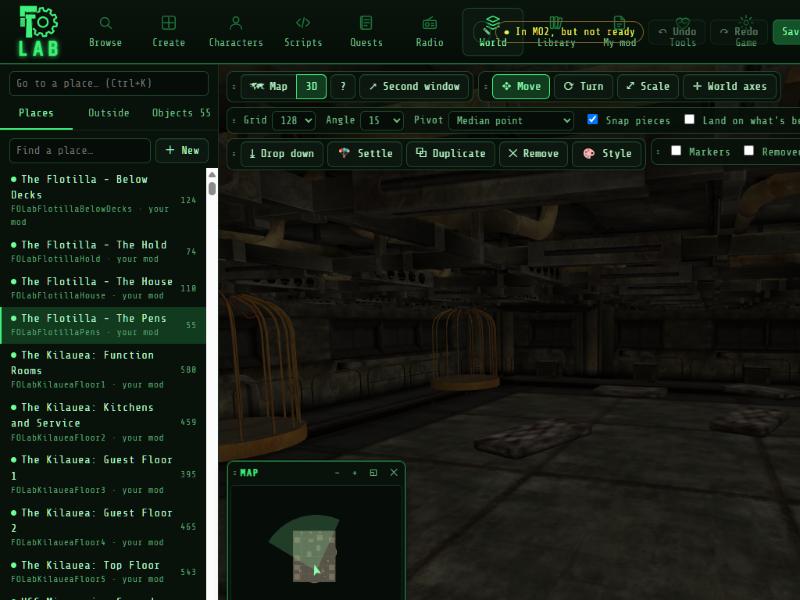 LAB
Browse
Create
Characters
Scripts
Quests
Radio
World
Library
My mod
Tools
Game
In MO2, but not ready
Undo
Redo
Sav
Go to a place… (Ctrl+K)
Places
Outside
Objects 55
Find a place…
+ New
The Flotilla - Below Decks
124
FOLabFlotillaBelowDecks · your mod
The Flotilla - The Hold
74
FOLabFlotillaHold · your mod
The Flotilla - The House
110
FOLabFlotillaHouse · your mod
The Flotilla - The Pens
55
FOLabFlotillaPens · your mod
The Kilauea: Function Rooms
580
FOLabKilaueaFloor1 · your mod
The Kilauea: Kitchens and Service
459
FOLabKilaueaFloor2 · your mod
The Kilauea: Guest Floor 1
395
FOLabKilaueaFloor3 · your mod
The Kilauea: Guest Floor 2
465
FOLabKilaueaFloor4 · your mod
The Kilauea: Top Floor
543
FOLabKilaueaFloor5 · your mod
Map
3D
?
Second window
Move
Turn
Scale
World axes
Grid
128
Angle
15
Pivot
Median point
Snap pieces
Land on what's be
Drop down
Settle
Duplicate
Remove
Style
Markers
Removed
MAP